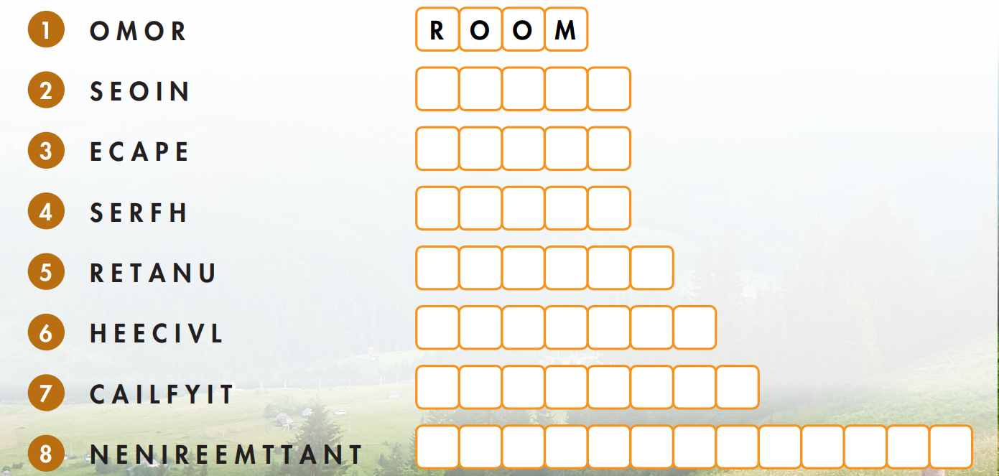 1 OMOR ROOM
2 SEOIN
3 ECAPE
4 SERFH
5 RETANU
6 HEECIVL
7 CAILFYIT
8 NENIREEMTTANT